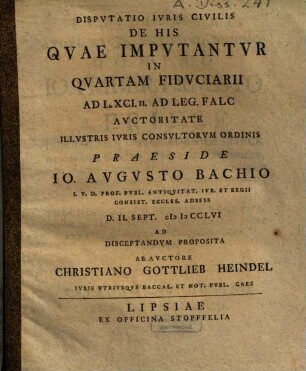 A. Diss. 241
DISPVTATIO IVRIS CIVILIS
DE HIS
QVAE IMPVTANTVR
IN
QVARTAM FIDVCIARII
AD L. XCI. π. AD LEG. FALC
AVCTORITATE
ILLVSTRIS IVRIS CONSVLTORVM ORDINIS
PRAESIDE
IO. AVGVSTO BACHIO
I. V. D. PROF. PVBL. ANTIQVITAT. IVR. ET REGII
CONSIST. ECCLES. ADSESS
D. II. SEPT. cIɔ Iɔ CCLVI
AD
DISCEPTANDVM PROPOSITA
AB AVCTORE
CHRISTIANO GOTTLIEB HEINDEL
IVRIS VTRIVSQVE BACCAL. ET NOT. PVBL. CAES
LIPSIAE
EX OFFICINA STOPFFELIA